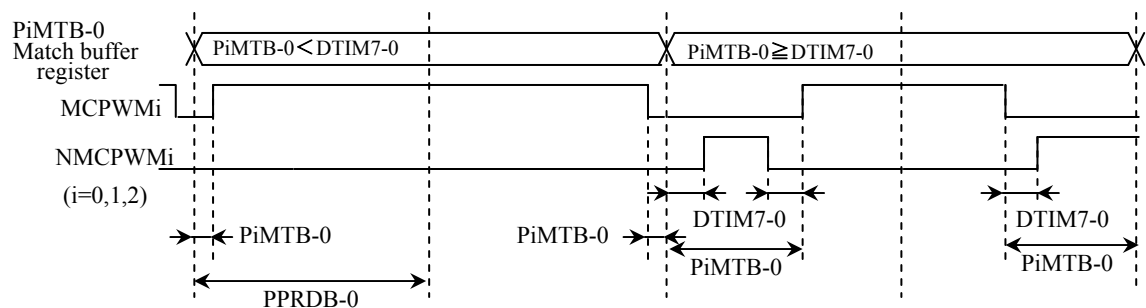 PiMTB-0
Match buffer
register
PiMTB-0<DTIM7-0
PiMTB-0≧DTIM7-0
MCPWMi
NMCPWMi
(i=0,1,2)
DTIM7-0
DTIM7-0
PiMTB-0
PiMTB-0
PiMTB-0
PiMTB-0
PPRDB-0